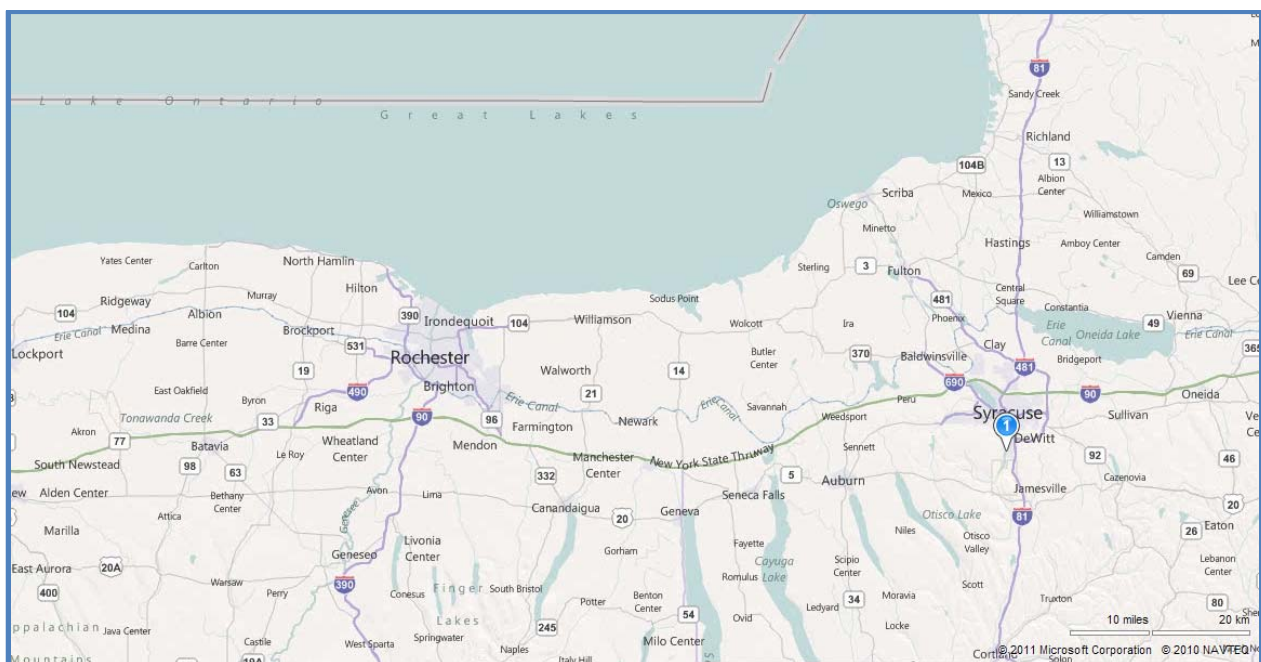 81
Sandy Creek
Lake Ontario
Great Lakes
Richland
104B
13
Albion
Center
Scriba
Mexico
Oswego
Williamstown
Minetto
Hastings
Amboy Center
Camden
Yates Center
Carlton
North Hamlin
Sterling
3
Fulton
69
Lee Ce
Hilton
Murray
Ridgeway
Sodus Point
481
Central
Square
Constantia
104
Albion
390
Irondequoit
104
Williamson
Wolcott
Ira
Phoenix
Erie
Canal
Oneida Lake
49
Vienna
Erie Canal
Medina
Brockport
Barre Center
531
Rochester
Clay
Lockport
Butler
Center
370
Baldwinsville
Bridgeport
365
19
Walworth
14
481
East Oakfield
490
Brighton
21
690
90
Oneida
Byron
Riga
Erie Canal
Erie Canal
Savannah
Peru
Tonawanda Creek
33
90
96
Farmington
Newark
Weedsport
Syracuse
Sullivan
Akron
77
Batavia
Wheatland
Center
Mendon
1
DeWitt
Le Roy
Manchester
Center
New York State Thruway
Sennett
92
46
South Newstead
98
63
332
5
Auburn
Cazenovia
Alden Center
Bethany
Center
Avon
Lima
Canandaigua
Seneca Falls
Jamesville
20
Attica
Genesee
20
Geneva
Otisco Lake
81
Marilla
Livonia
Center
Niles
Otisco
Valley
26
Eaton
Geneseo
Gorham
Fayette
Cayuga
Lake
Scipio
Center
Lebanon
Center
East Aurora
20A
Warsaw
390
Finger
Lakes
South Bristol
Romulus
Scott
400
Perry
Conesus
Potter
Benton
Center
Ledyard
34
Moravia
Truxton
80
ppalachian
Mountains
Java Center
54
Ovid
Locke
10 miles
20 km
Castile
West Sparta
Springwater
245
Milo Center
Naples
Italy Hill
Cortland
Solon
© 2011 Microsoft Corporation © 2010 NAVTEQ